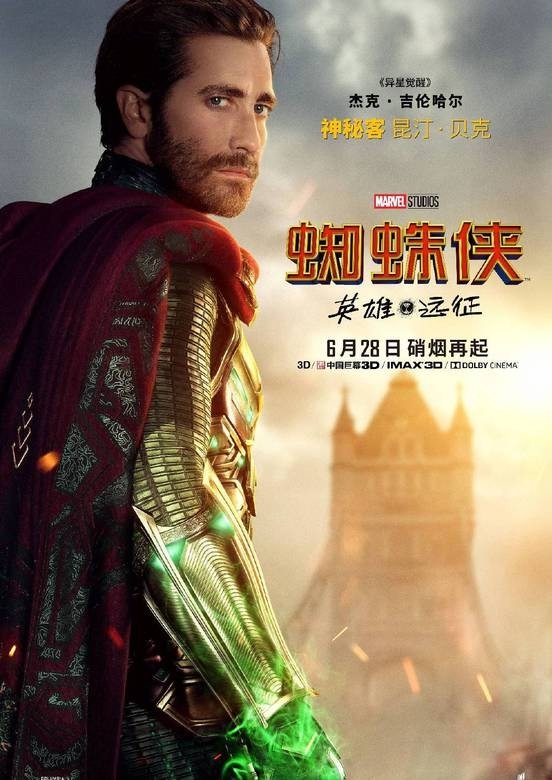 《异星觉醒》
杰克·吉伦哈尔
神秘客 昆汀·贝克
MARVEL STUDIOS
蜘蛛侠™
英雄远征
6月28日 硝烟再起
3D / 中国巨幕3D / IMAX 3D / DOLBY CINEMA